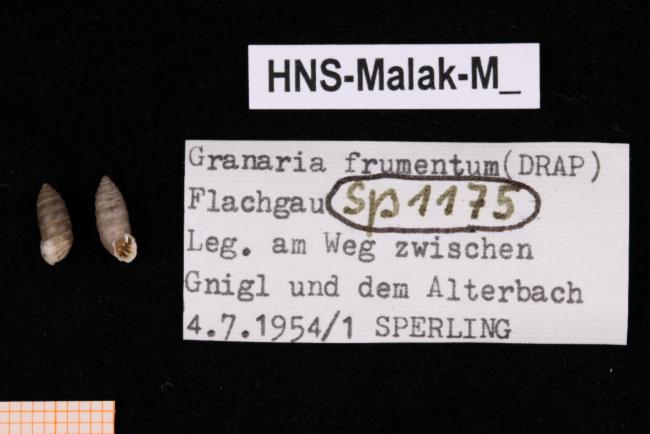 HNS-Malak-M_
Granaria frumentum(DRAP)
Flachgau Sp1175
Leg. am Weg zwischen
Gnigl und dem Alterbach
4.7.1954/1 SPERLING